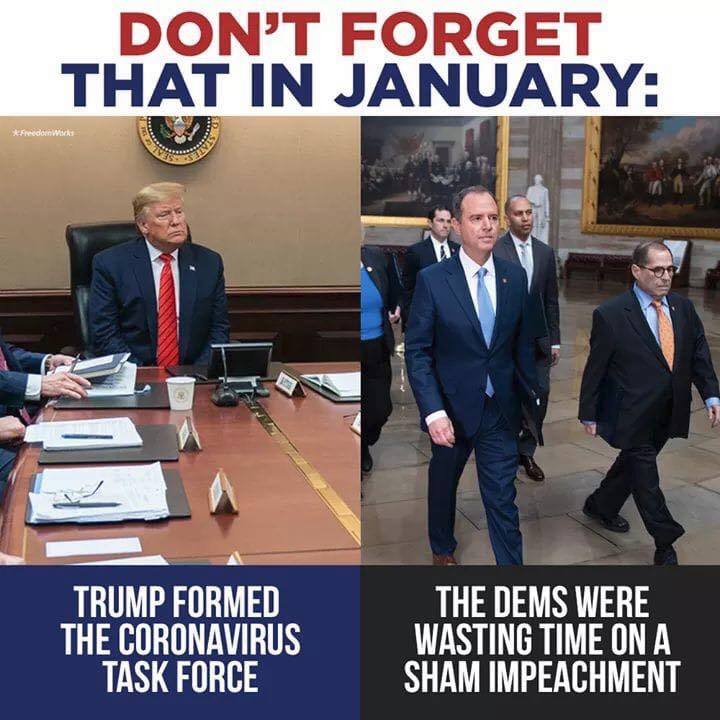 DON'T FORGET
THAT IN JANUARY:
FreedomWorks
TRUMP FORMED
THE CORONAVIRUS
TASK FORCE
THE DEMS WERE
WASTING TIME ON A
SHAM IMPEACHMENT